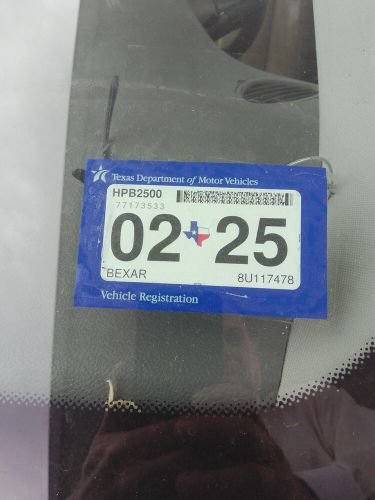 Texas Department of Motor Vehicles
HPB2500
77173533
02 25
BEXAR 8U117478
Vehicle Registration